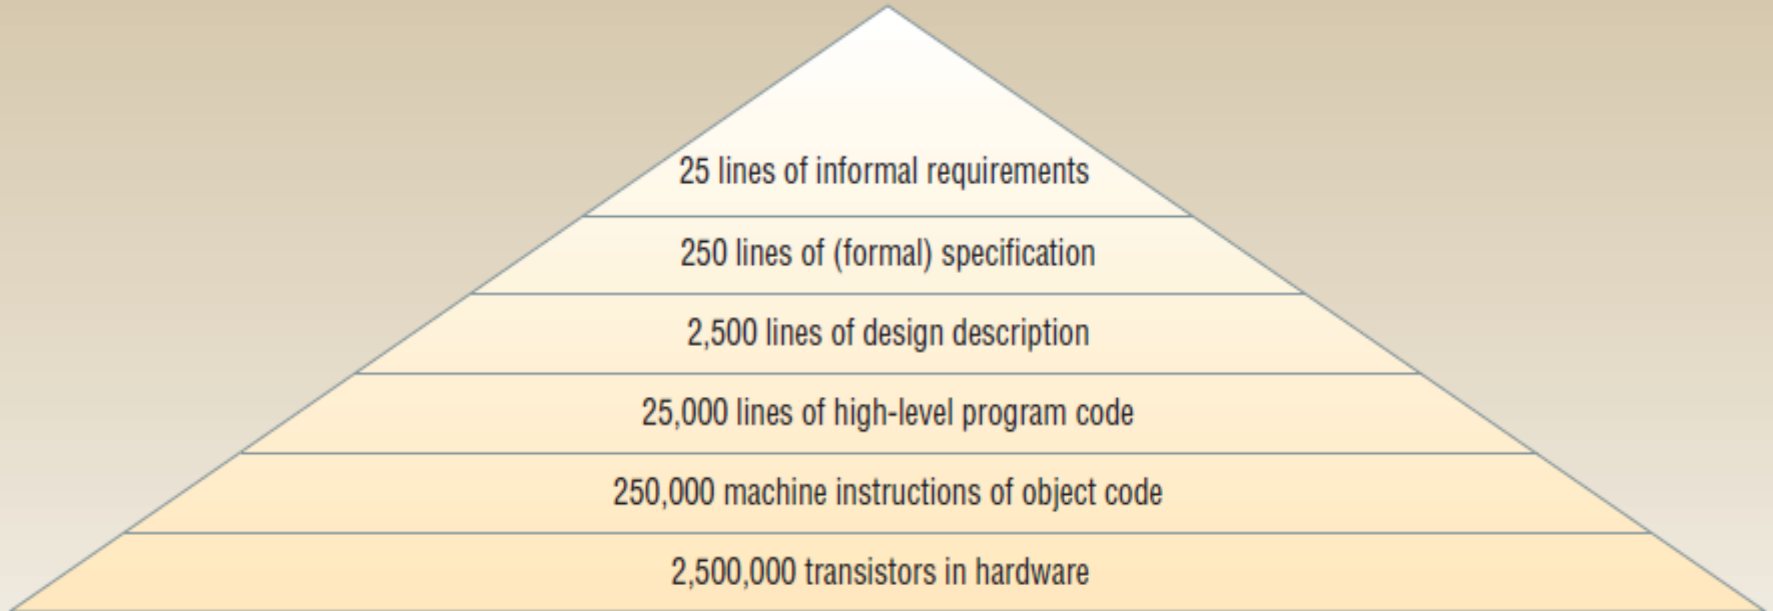 25 lines of informal requirements
250 lines of (formal) specification
2,500 lines of design description
25,000 lines of high-level program code
250,000 machine instructions of object code
2,500,000 transistors in hardware